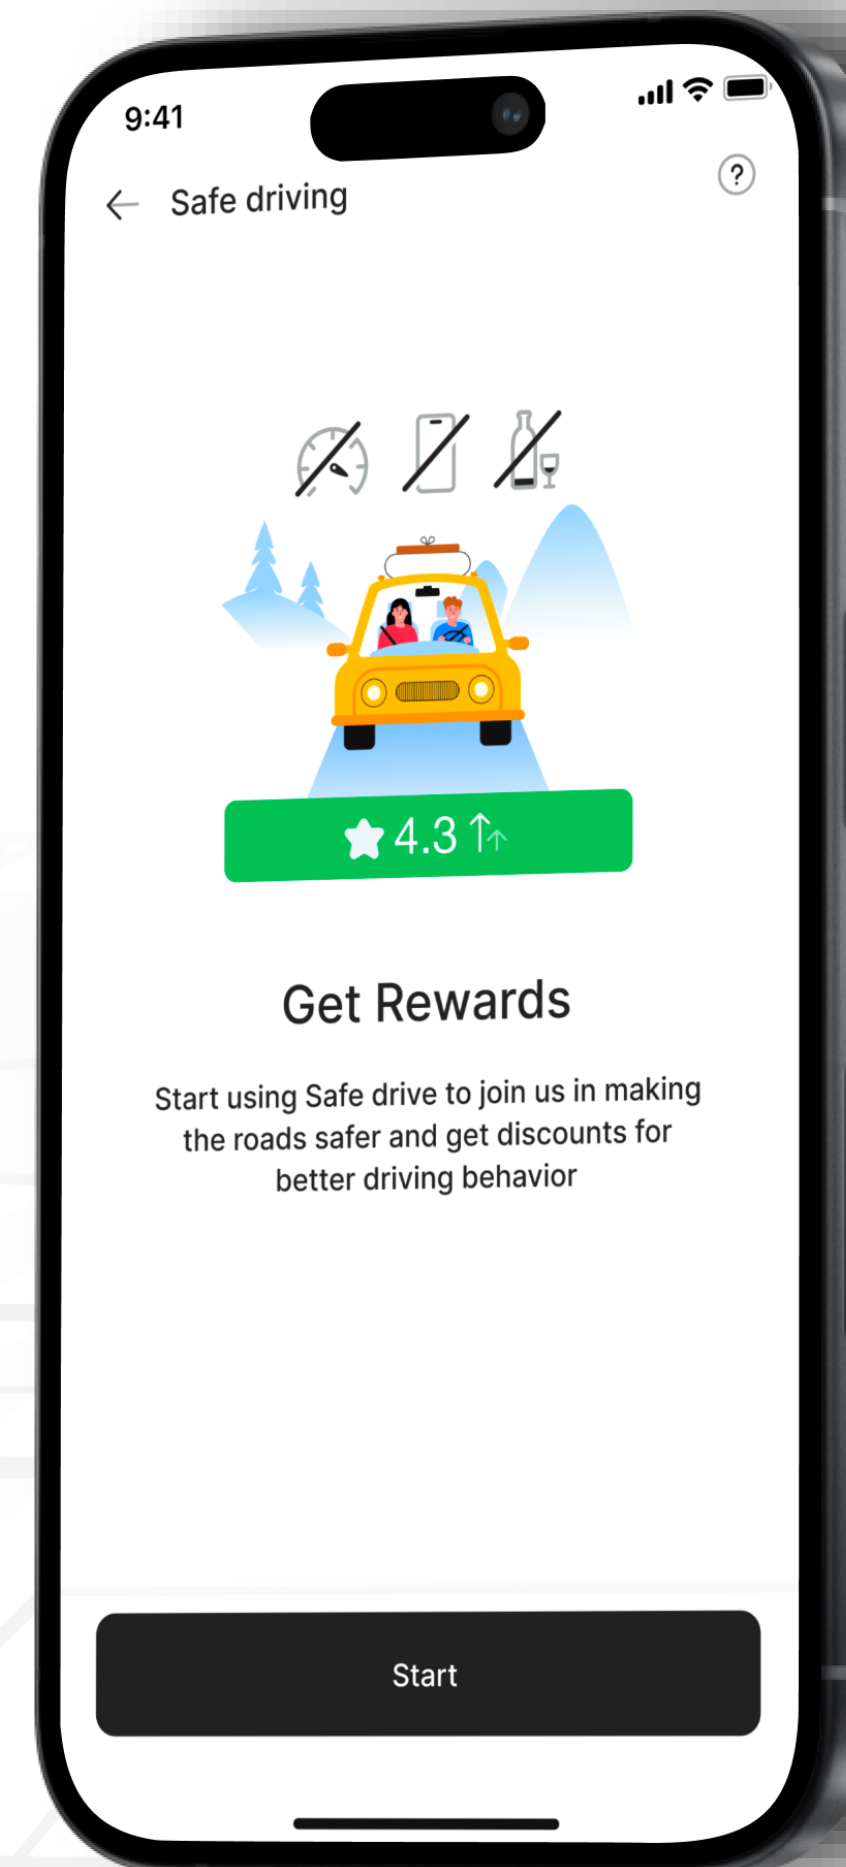 9:41
Safe driving
?
4.3
Get Rewards
Start using Safe drive to join us in making
the roads safer and get discounts for
better driving behavior
Start